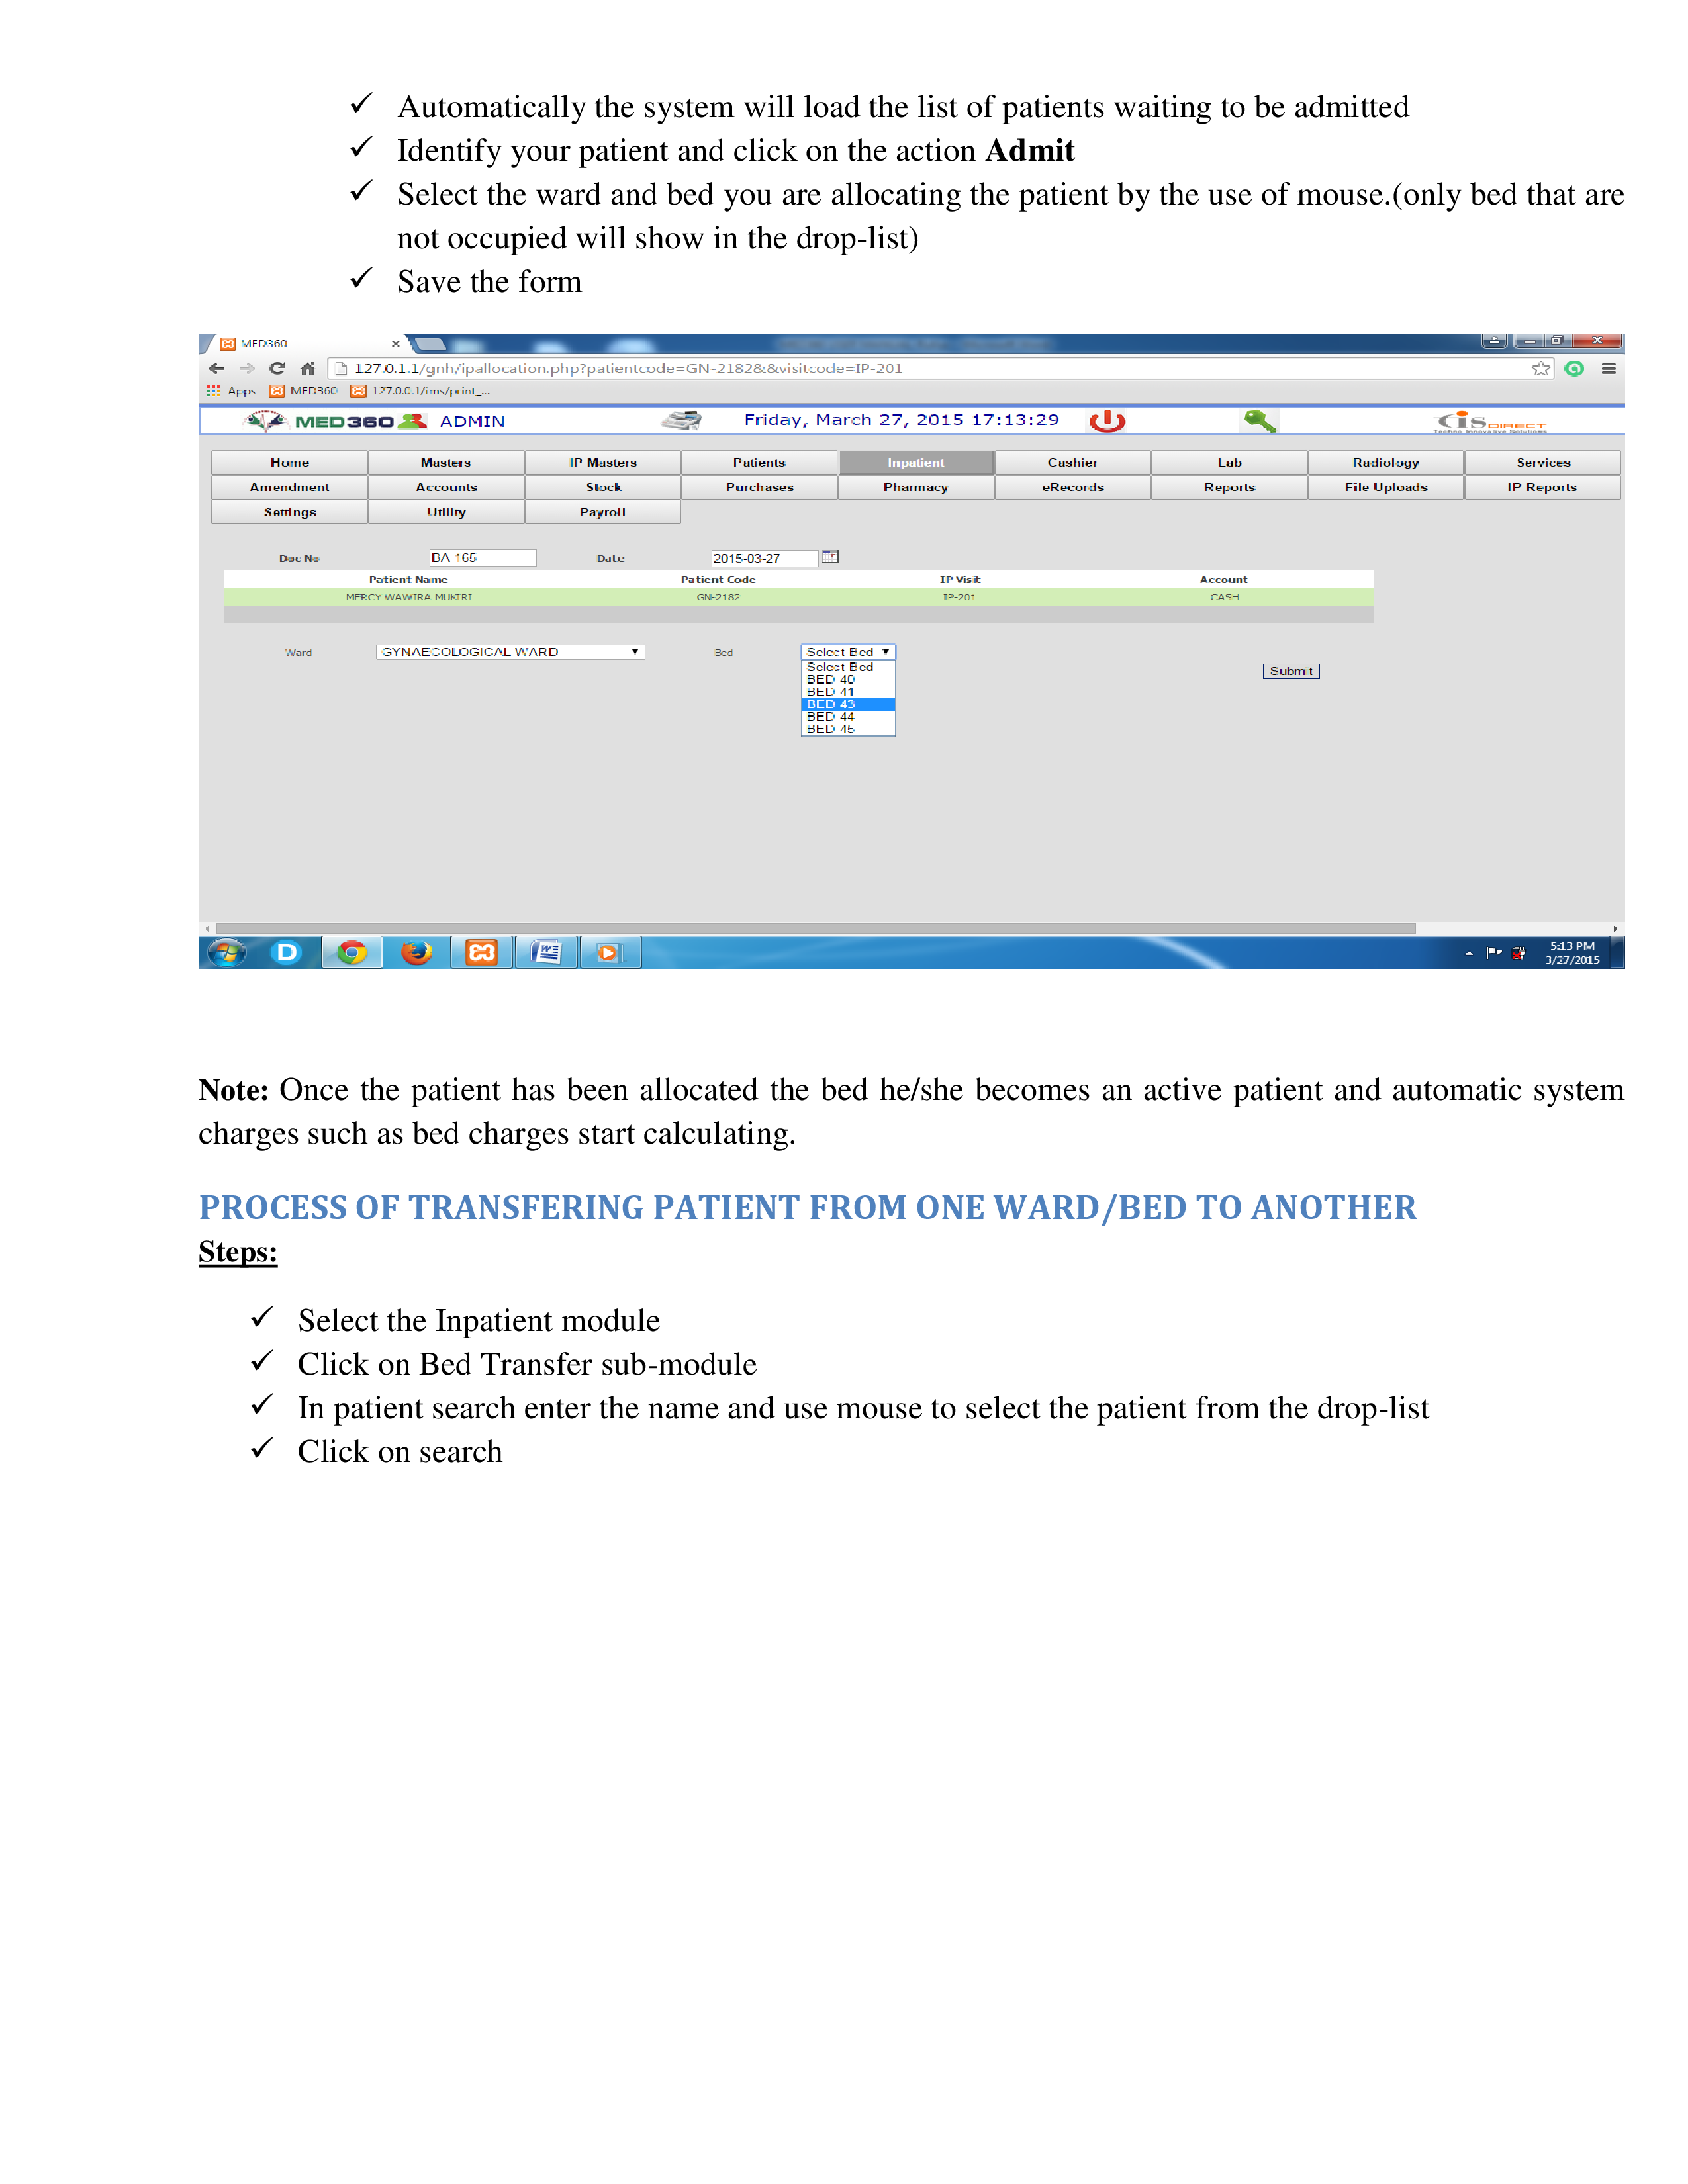 ✓ Automatically the system will load the list of patients waiting to be admitted
✓ Identify your patient and click on the action Admit
✓ Select the ward and bed you are allocating the patient by the use of mouse.(only bed that are
not occupied will show in the drop-list)
✓ Save the form
MED360
127.0.1.1/gnh/ipallocation.php?patientcode=GN-2182&&visitcode=IP-201
Apps MED360 127.0.0.1/ims/print_...
MED360 ADMIN Friday, March 27, 2015 17:13:29 cis DIRECT
Techno Innovative Solutions
Home Masters IP Masters Patients Inpatient Cashier Lab Radiology Services
Amendment Accounts Stock Purchases Pharmacy eRecords Reports File Uploads IP Reports
Settings Utility Payroll
Doc No BA-165 Date 2015-03-27
Patient Name Patient Code IP Visit Account
MERCY WAWIRA MUKIRI GN-2182 IP-201 CASH
Ward GYNAECOLOGICAL WARD Bed Select Bed
Select Bed
Submit
BED 40
BED 41
BED 43
BED 44
BED 45
D
5:13 PM
3/27/2015
Note: Once the patient has been allocated the bed he/she becomes an active patient and automatic system
charges such as bed charges start calculating.
PROCESS OF TRANSFERING PATIENT FROM ONE WARD/BED TO ANOTHER
Steps:
✓ Select the Inpatient module
✓ Click on Bed Transfer sub-module
✓ In patient search enter the name and use mouse to select the patient from the drop-list
✓ Click on search